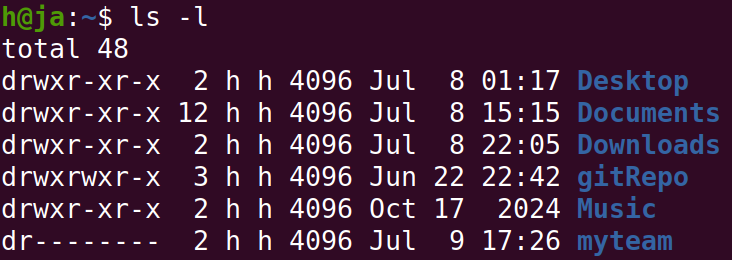 h@ja:~$ ls -l
total 48
drwxr-xr-x  2 h h 4096 Jul  8 01:17 Desktop
drwxr-xr-x 12 h h 4096 Jul  8 15:15 Documents
drwxr-xr-x  2 h h 4096 Jul  8 22:05 Downloads
drwxrwxr-x  3 h h 4096 Jun 22 22:42 gitRepo
drwxr-xr-x  2 h h 4096 Oct 17  2024 Music
dr--------  2 h h 4096 Jul  9 17:26 myteam